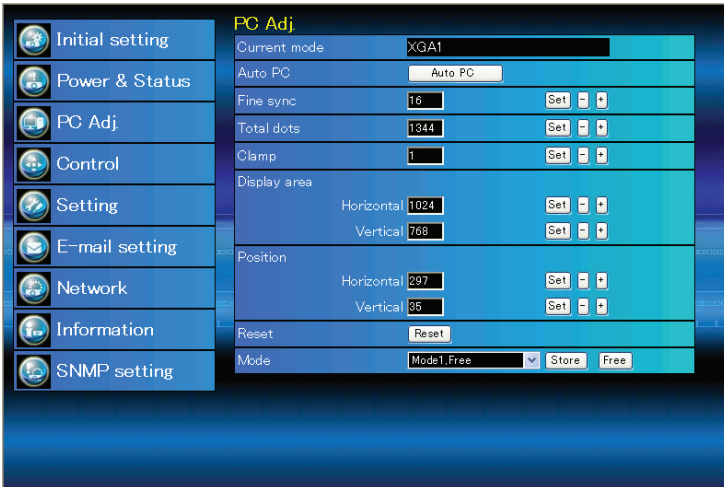 Initial setting
Power & Status
PC Adj.
Control
Setting
E-mail setting
Network
Information
SNMP setting
PC Adj.
Current mode XGA1
Auto PC Auto PC
Fine sync 16 Set - +
Total dots 1344 Set - +
Clamp 1 Set - +
Display area
Horizontal 1024 Set - +
Vertical 768 Set - +
Position
Horizontal 297 Set - +
Vertical 35 Set - +
Reset Reset
Mode Mode1,Free Store Free